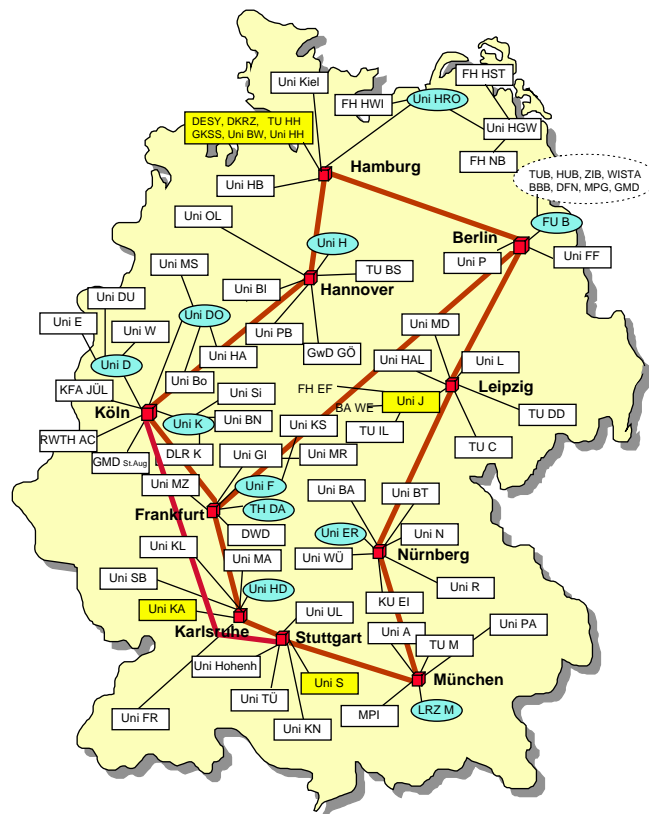 Uni Kiel
FH HST
FH HWI
Uni HRO
DESY, DKRZ, TU HH
GKSS, Uni BW, Uni HH
Uni HGW
FH NB
Hamburg
TUB, HUB, ZIB, WISTA
BBB, DFN, MPG, GMD
Uni HB
Uni OL
FU B
Berlin
Uni H
Uni P
Uni FF
Uni MS
TU BS
Uni BI
Hannover
Uni DU
Uni DO
Uni E
Uni W
Uni PB
GwD GÖ
Uni MD
Uni HA
Uni HAL
Uni L
Uni D
Uni Bo
Leipzig
KFA JÜL
Uni Si
FH EF
Uni J
BA WE
Köln
Uni K
Uni BN
Uni KS
TU DD
RWTH AC
TU IL
TU C
GMD St.Aug
DLR K
Uni GI
Uni MR
Uni MZ
Uni F
Uni BA
Uni BT
Frankfurt
TH DA
DWD
Uni ER
Uni N
Uni KL
Uni MA
Uni WÜ
Nürnberg
Uni SB
Uni HD
Uni R
KU EI
Uni KA
Uni UL
Uni A
Uni PA
Karlsruhe
Stuttgart
TU M
Uni Hohenh
Uni S
München
Uni TÜ
Uni FR
Uni KN
MPI
LRZ M